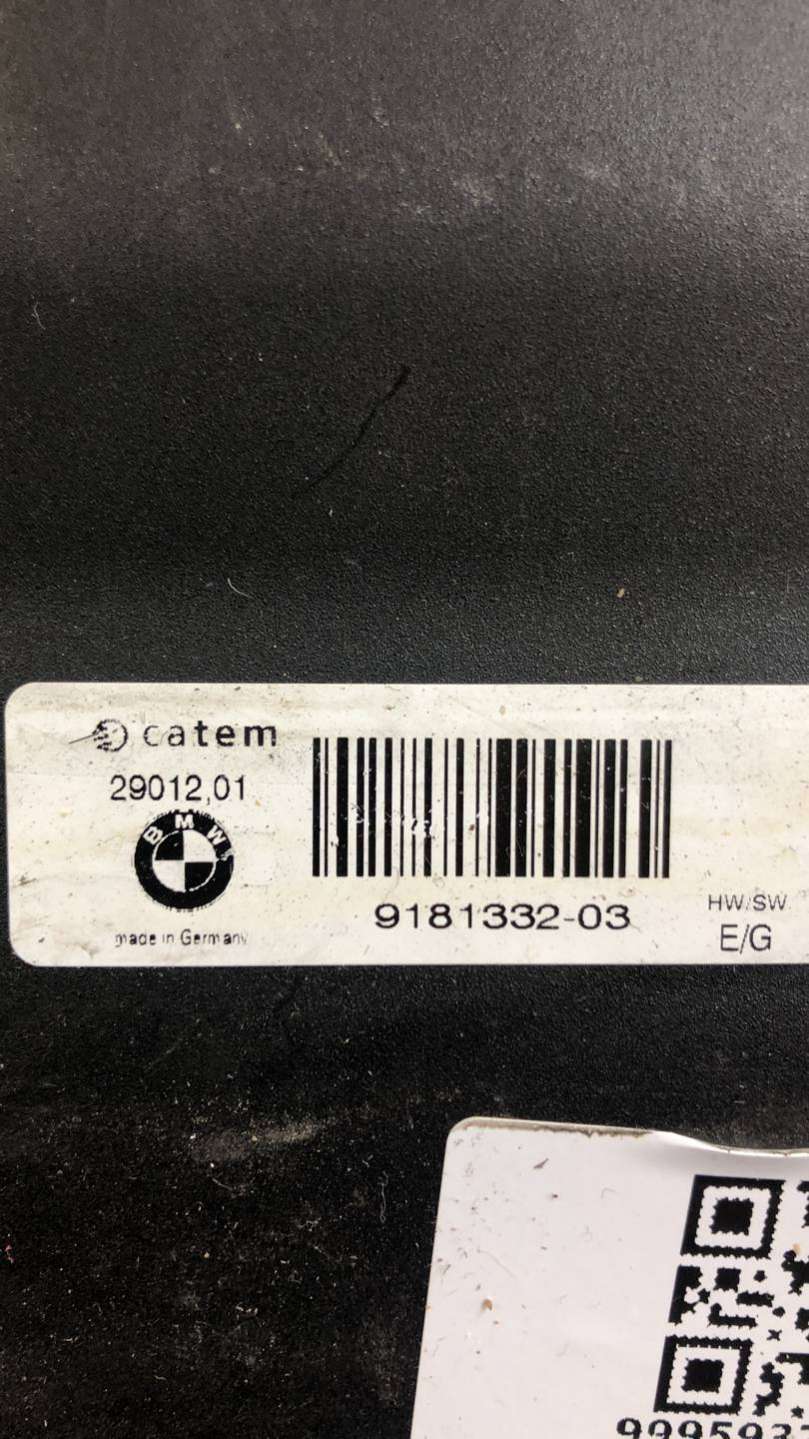 catem
29012,01
BMW
made in Germany
9181332-03
HW/SW
E/G